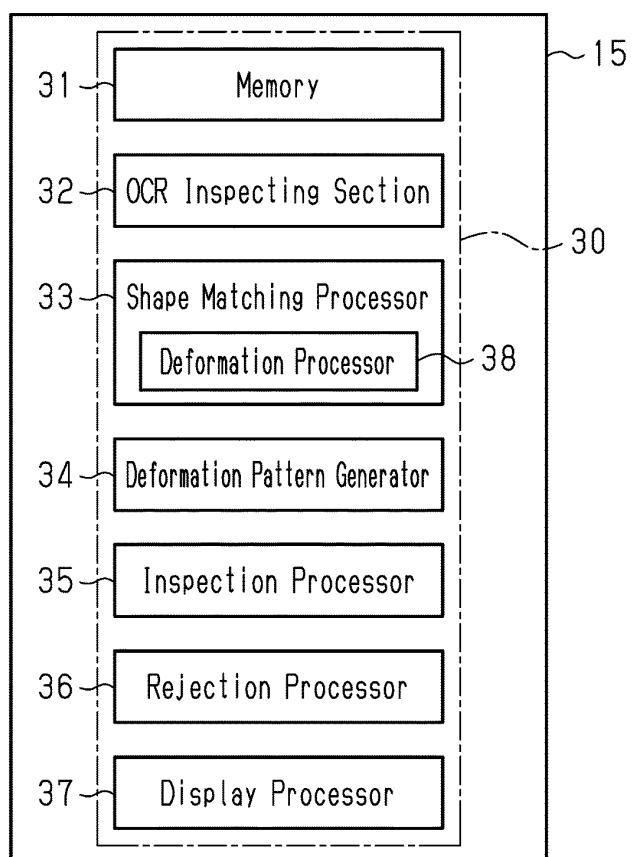 15
31
Memory
32
OCR Inspecting Section
30
33
Shape Matching Processor
Deformation Processor
38
34
Deformation Pattern Generator
35
Inspection Processor
36
Rejection Processor
37
Display Processor